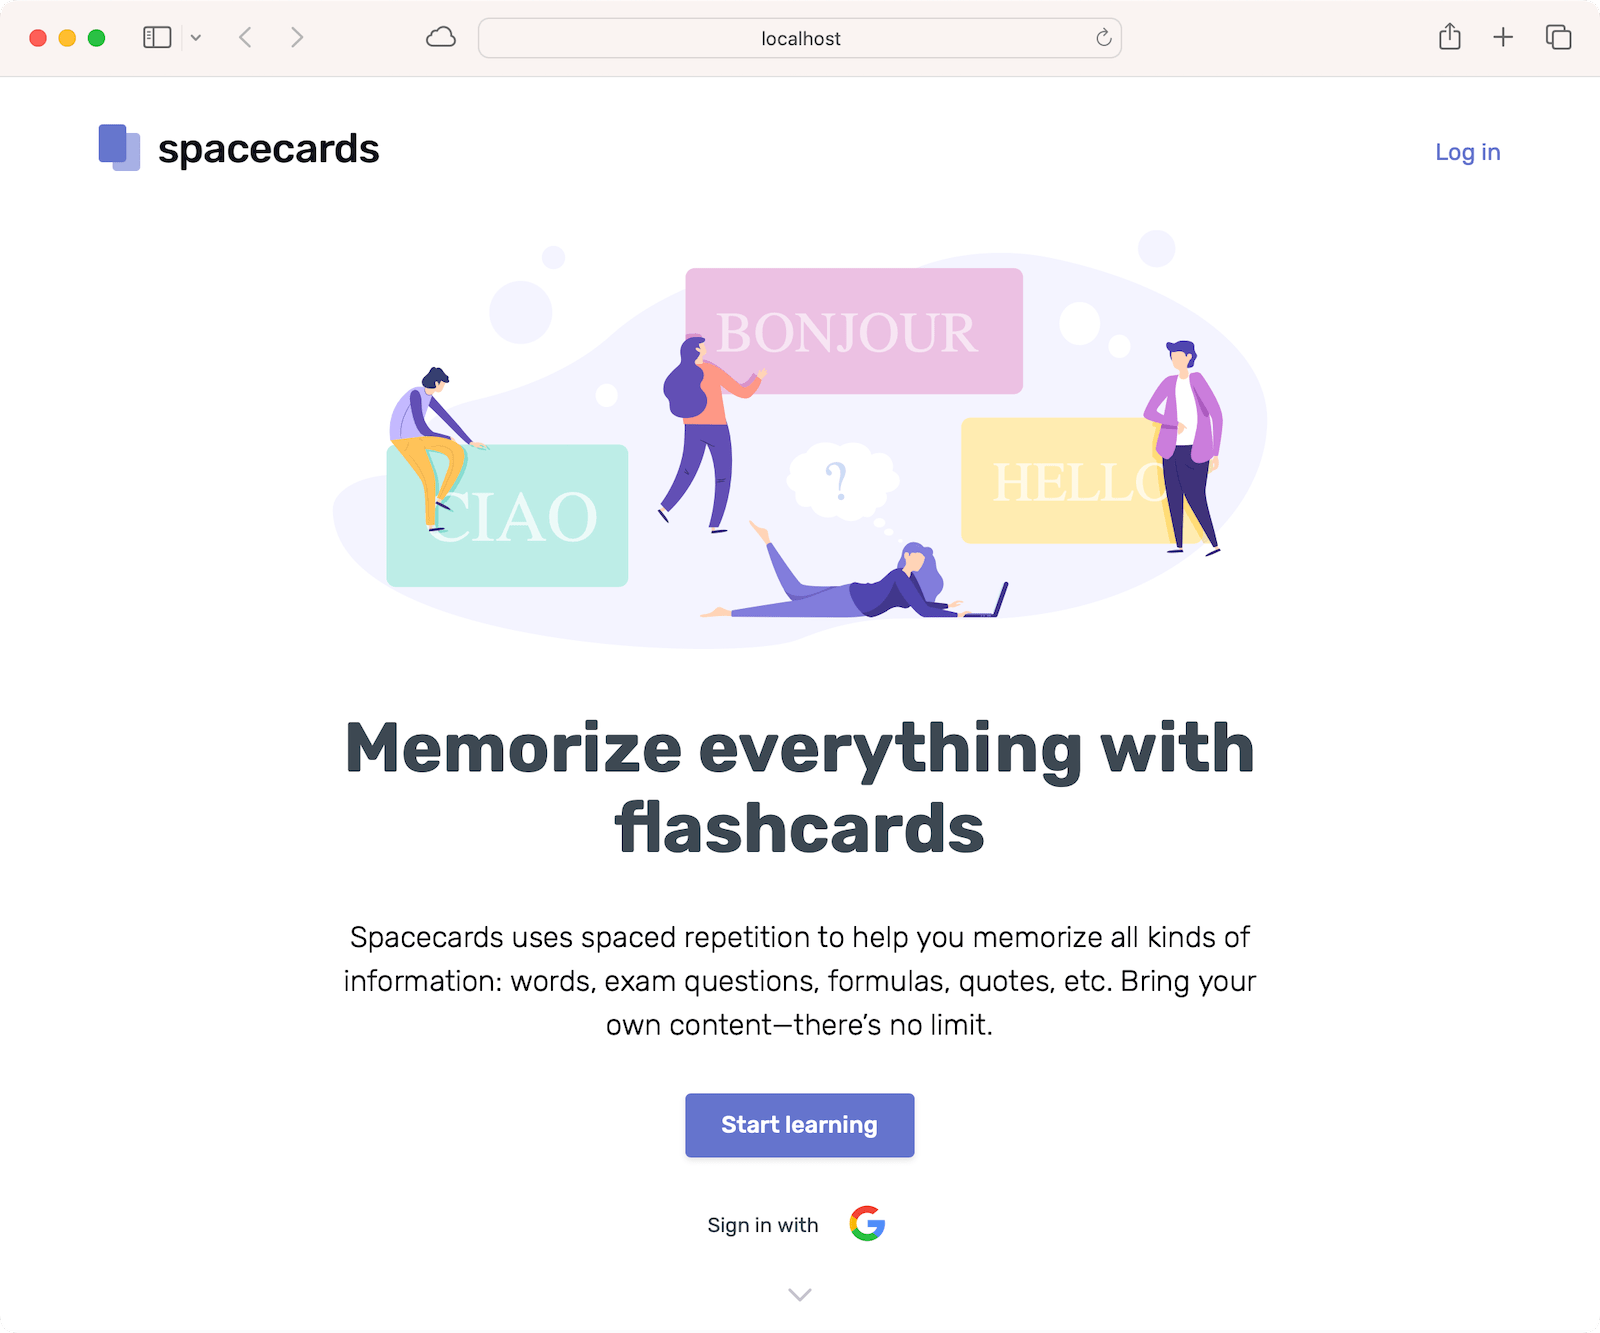 localhost
spacecards
Log in
BONJOUR
HELLO
?
CIAO
Memorize everything with
flashcards
Spacecards uses spaced repetition to help you memorize all kinds of
information: words, exam questions, formulas, quotes, etc. Bring your
own content—there’s no limit.
Start learning
Sign in with